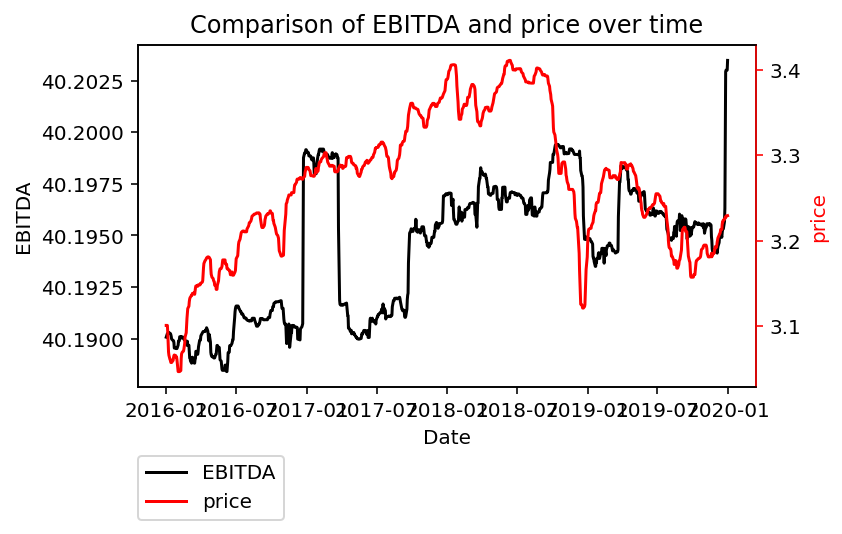 Comparison of EBITDA and price over time
EBITDA
40.2025
40.2000
40.1975
40.1950
40.1925
40.1900
3.4
3.3
3.2
3.1
price
2016-01 2016-07 2017-01 2017-07 2018-01 2018-07 2019-01 2019-07 2020-01
Date
EBITDA
price